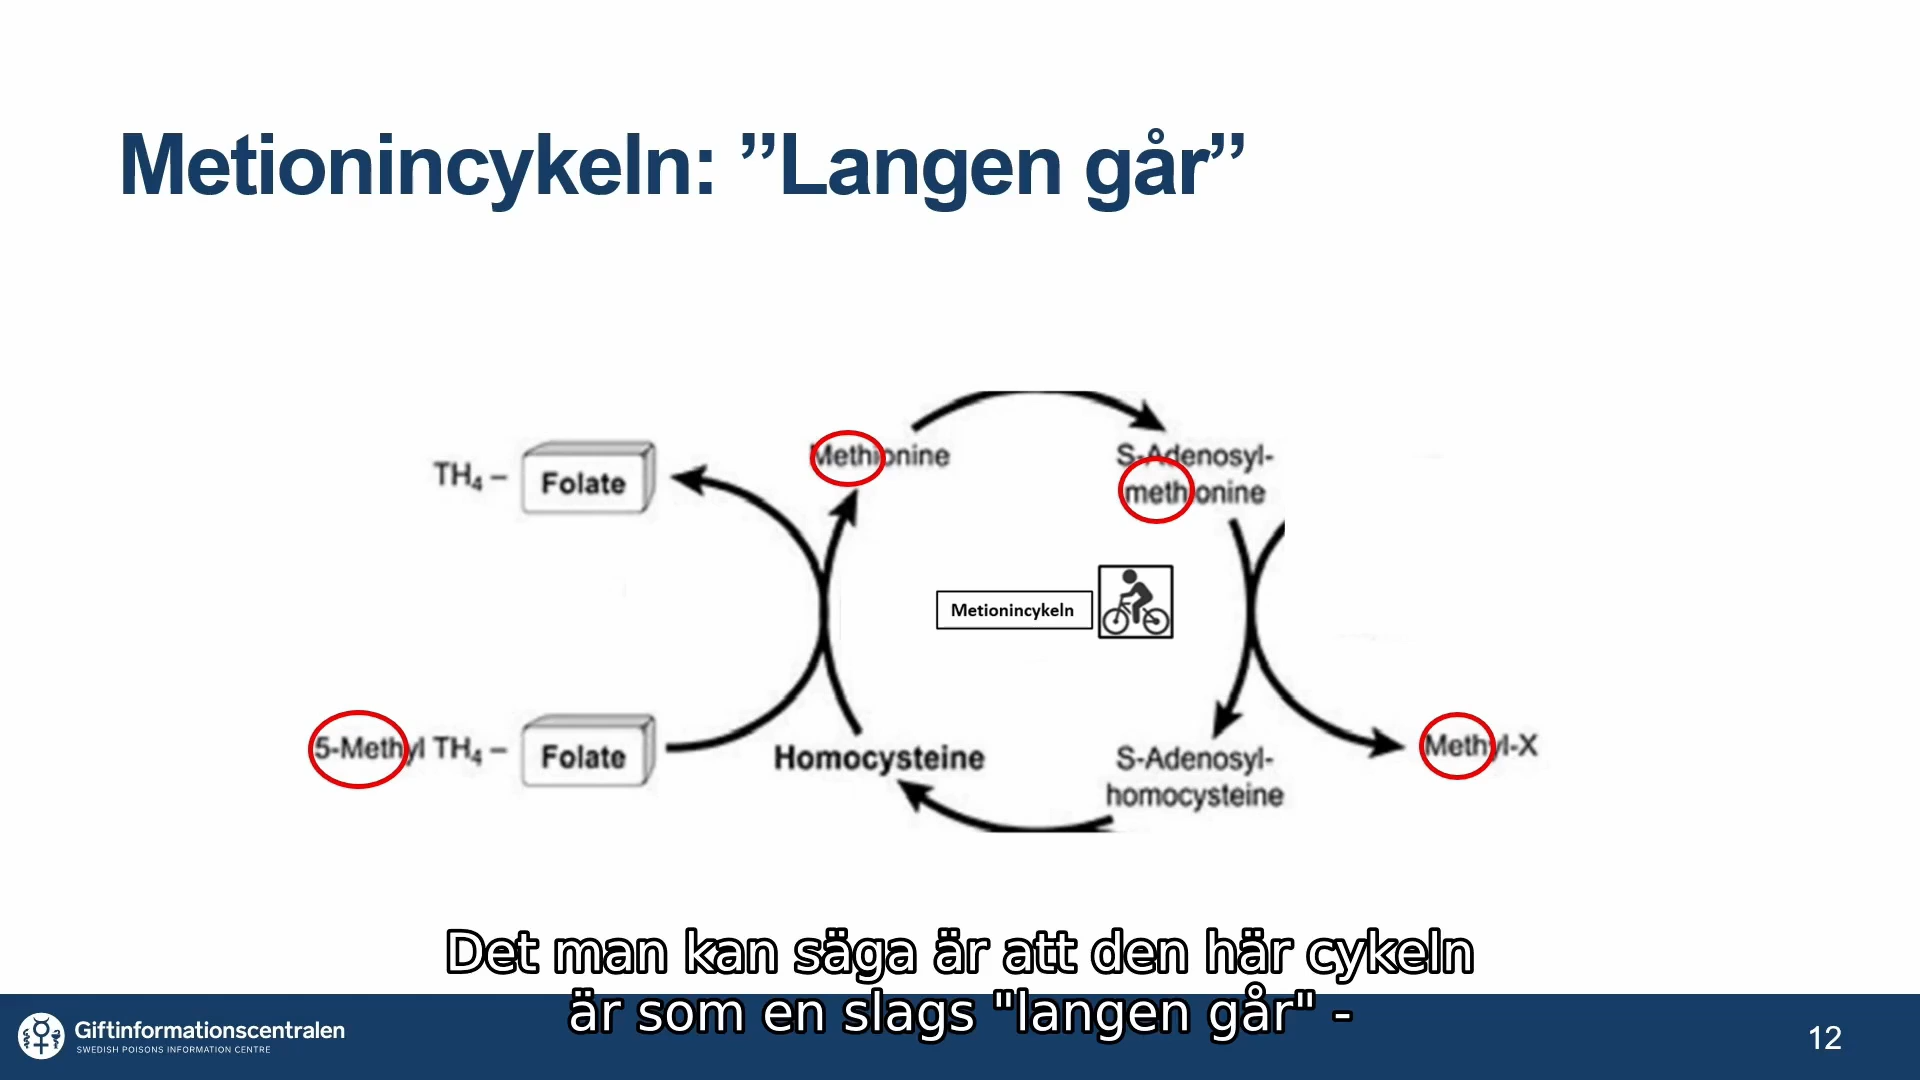 Metionincykeln: ”Langen går”
Methionine
S-Adenosyl-
methionine
TH₄ –
Folate
Metionincykeln
5-Methyl TH₄ –
Folate
Homocysteine
S-Adenosyl-
homocysteine
Methyl-X
Det man kan säga är att den här cykeln
är som en slags "langen går" -
Giftinformationscentralen
SWEDISH POISONS INFORMATION CENTRE
12